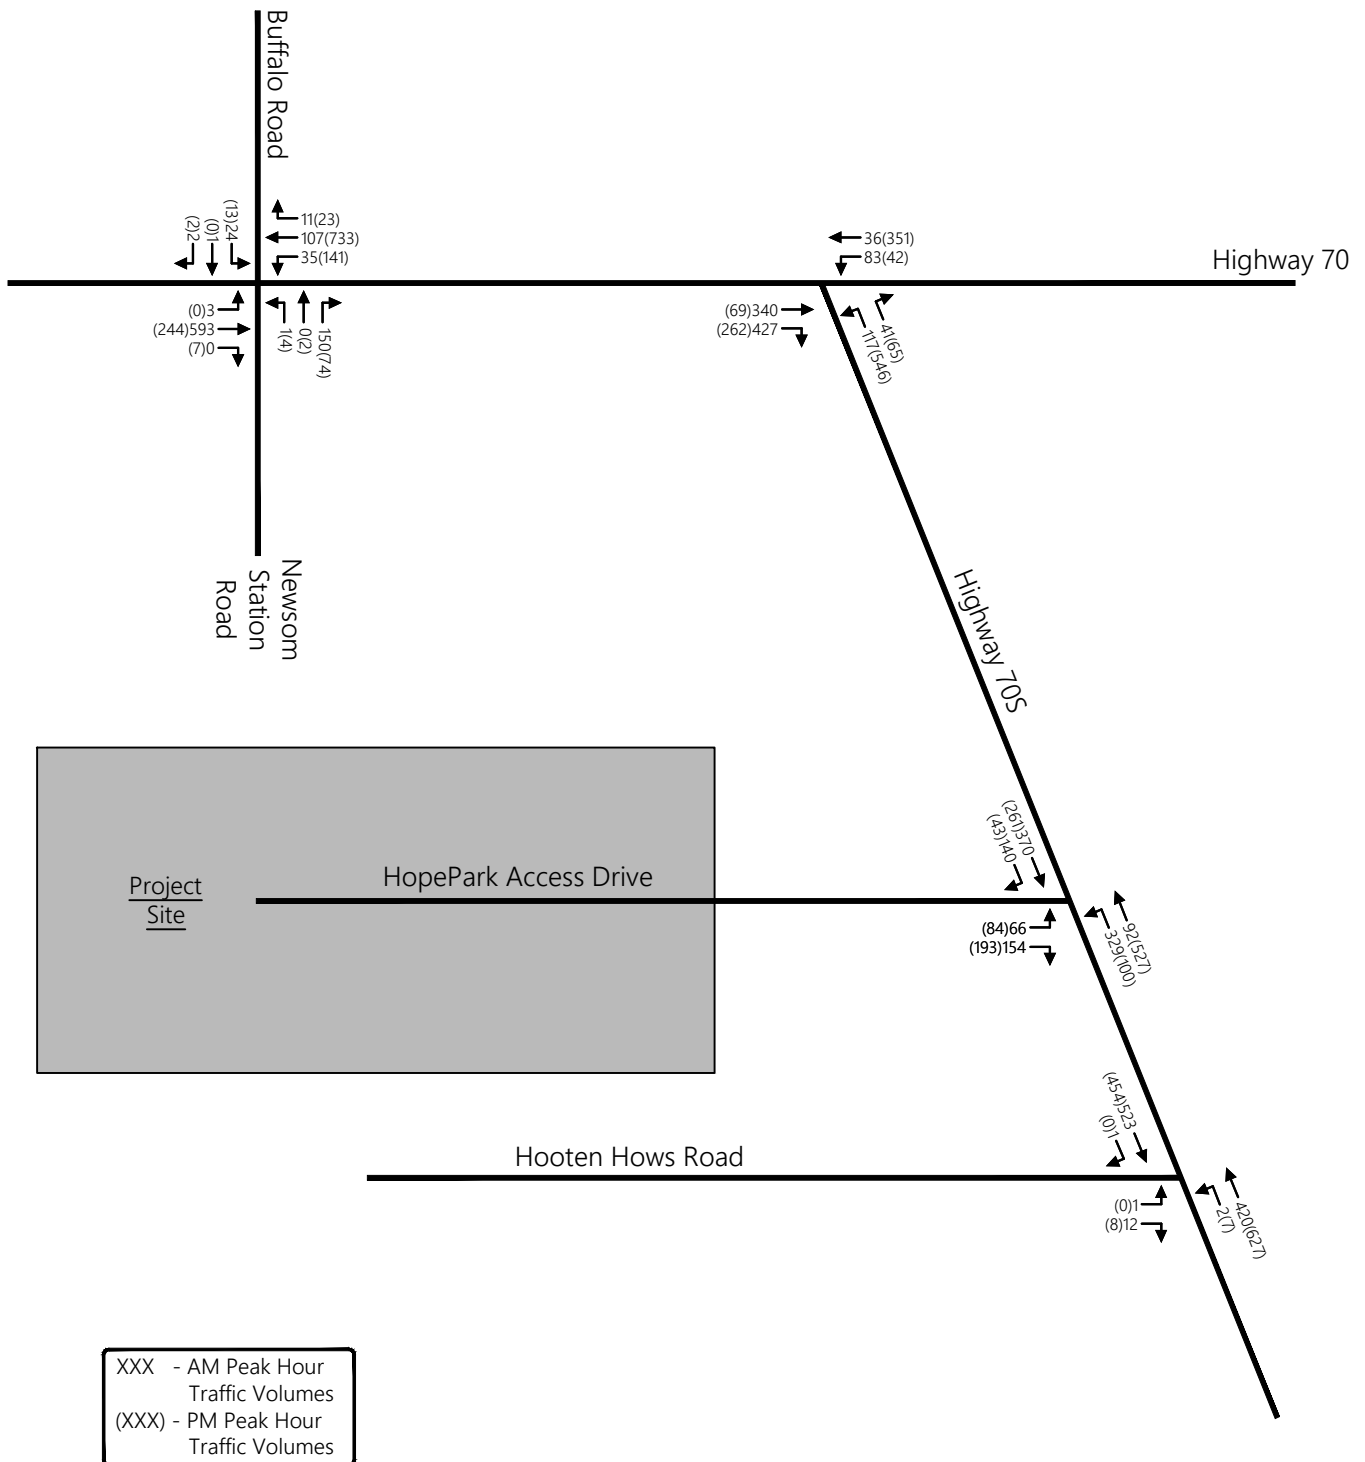 Buffalo Road
(2)2
(0)1
(13)24
11(23)
107(733)
35(141)
(0)3
(244)593
(7)0
1(4)
0(2)
150(74)
36(351)
83(42)
Highway 70
(69)340
(262)427
117(546)
41(65)
Newsom
Station
Road
Highway 70S
Project
Site
HopePark Access Drive
(261)370
(43)140
(84)66
(193)154
92(527)
329(100)
Hooten Hows Road
(454)523
(0)1
(0)1
(8)12
420(627)
2(7)
XXX - AM Peak Hour
Traffic Volumes
(XXX) - PM Peak Hour
Traffic Volumes